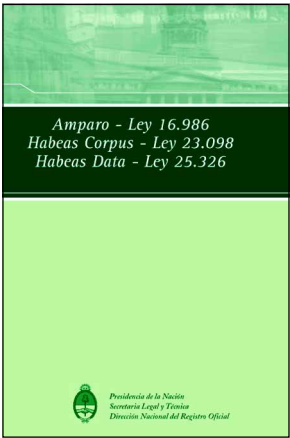 Amparo - Ley 16.986
Habeas Corpus - Ley 23.098
Habeas Data - Ley 25.326
Presidencia de la Nación
Secretaria Legal y Técnica
Dirección Nacional del Registro Oficial